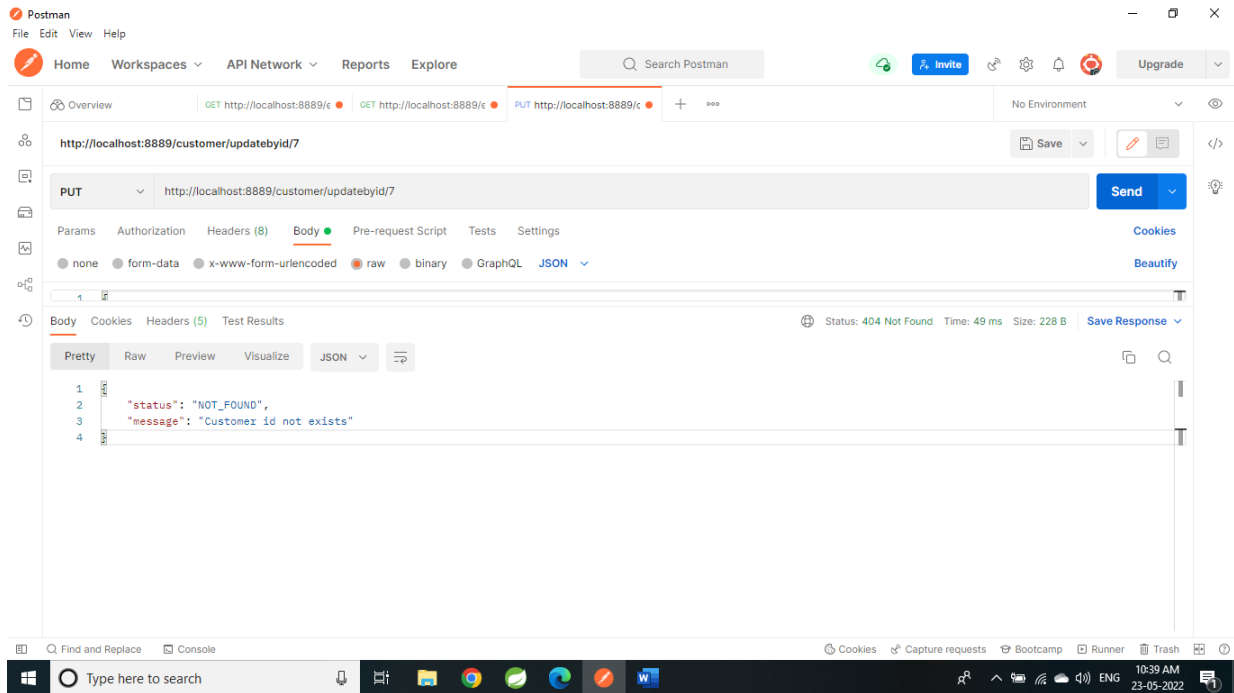 Postman
File Edit View Help
Home Workspaces API Network Reports Explore Search Postman Invite Upgrade
Overview GET http://localhost:8889/e GET http://localhost:8889/e PUT http://localhost:8889/c No Environment
http://localhost:8889/customer/updatebyid/7 Save
PUT http://localhost:8889/customer/updatebyid/7 Send
Params Authorization Headers (8) Body Pre-request Script Tests Settings Cookies
none form-data x-www-form-urlencoded raw binary GraphQL JSON Beautify
1 {
Body Cookies Headers (5) Test Results Status: 404 Not Found Time: 49 ms Size: 228 B Save Response
Pretty Raw Preview Visualize JSON
1 {
2 "status": "NOT_FOUND",
3 "message": "Customer id not exists"
4 }
Find and Replace Console Cookies Capture requests Bootcamp Runner Trash
Type here to search ENG 10:39 AM
23-05-2022 1